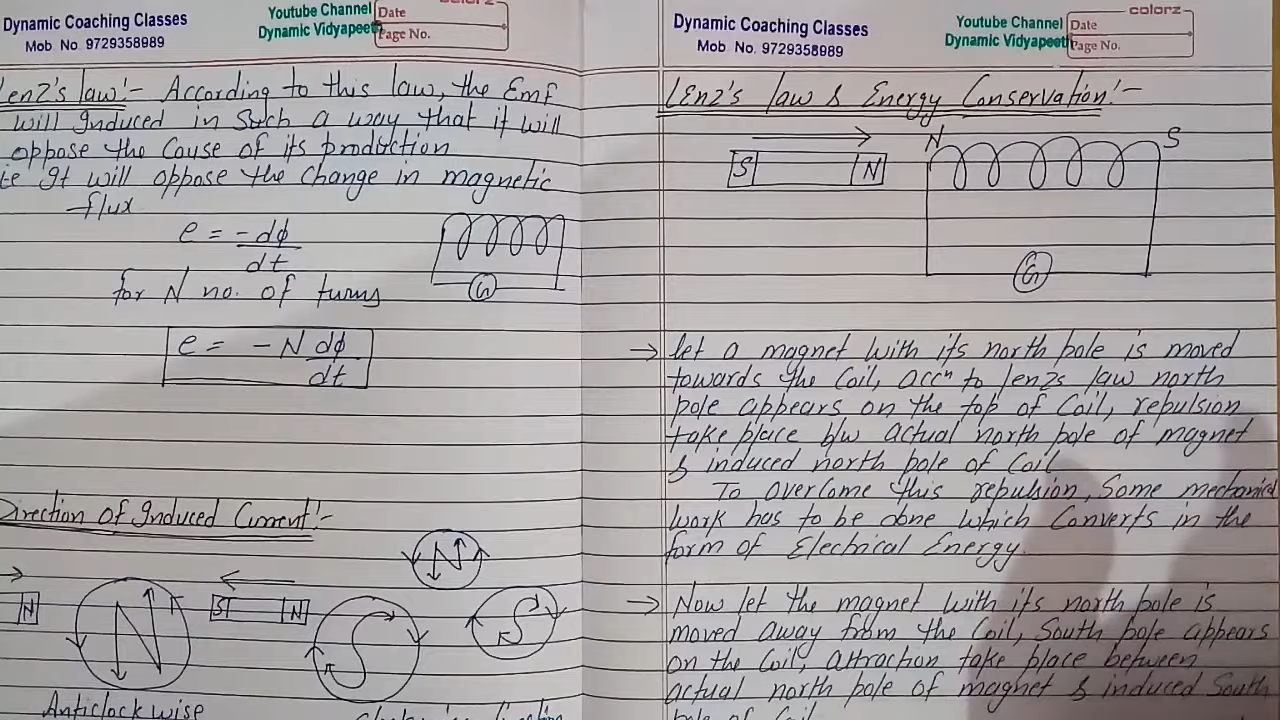 Dynamic Coaching Classes
Mob No. 9729358989
Youtube Channel
Dynamic Vidyapeeth
Date
Page No.
Lenz's law:- According to this law, the Emf
will Induced in Such a way that it will
oppose the Cause of its production
ie It will oppose the Change in magnetic
flux
e = -dφ
dt
for N no. of turns
e = -N dφ
dt
G
Direction Of Induced Current:-
N
N
N
S
N
S
S
Anticlockwise
colorz
Dynamic Coaching Classes
Mob No. 9729358989
Youtube Channel
Dynamic Vidyapeeth
colorz
Date
Page No.
LEnz's law & Energy Conservation:-
N
S
S
N
G
→ let a magnet with its north pole is moved
towards the Coil, accn to lenzs law north
pole appears on the top of Coil, repulsion
take place b/w actual north pole of magnet
& induced north pole of Coil
To overcome this repulsion, Some mechanical
work has to be done which Converts in the
form of Electrical Energy.
→ Now let the magnet with its north pole is
moved away from the Coil, South pole appears
on the Coil, attraction take place between
actual north pole of magnet & induced South
pole of Coil